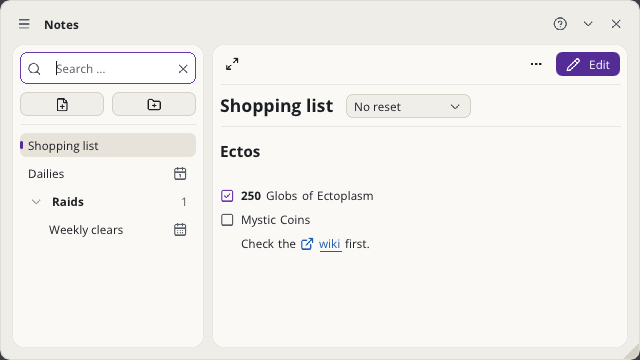 Notes
Search ...
Shopping list
Dailies
Raids 1
Weekly clears
Edit
Shopping list No reset
Ectos
250 Globs of Ectoplasm
Mystic Coins
Check the wiki first.